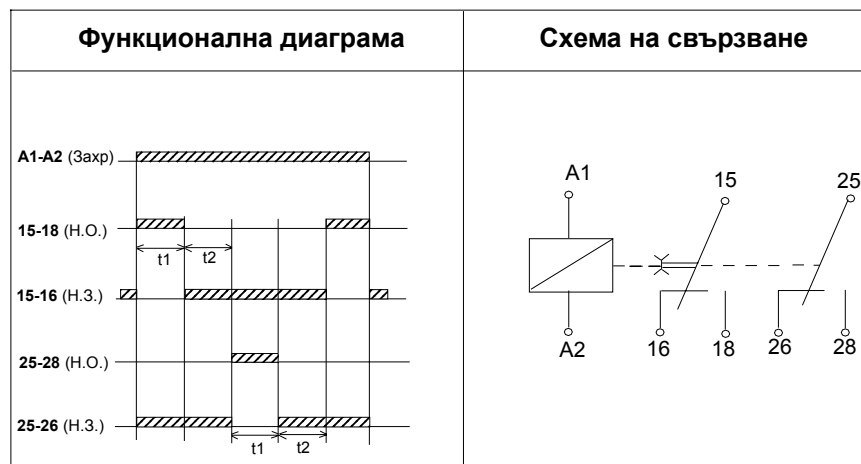 Функционална диаграма
Схема на свързване
A1-A2 (Захр)
15-18 (Н.О.)
t1
t2
15-16 (Н.З.)
25-28 (Н.О.)
25-26 (Н.З.)
t1
t2
A1
15
25
A2
16
18
26
28